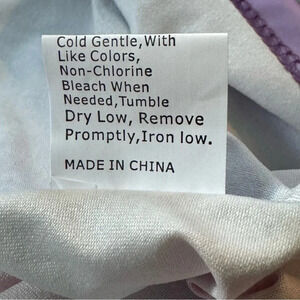 Cold Gentle,With
Like Colors,
Non-Chlorine
Bleach When
Needed,Tumble
Dry Low, Remove
Promptly,Iron low.
MADE IN CHINA